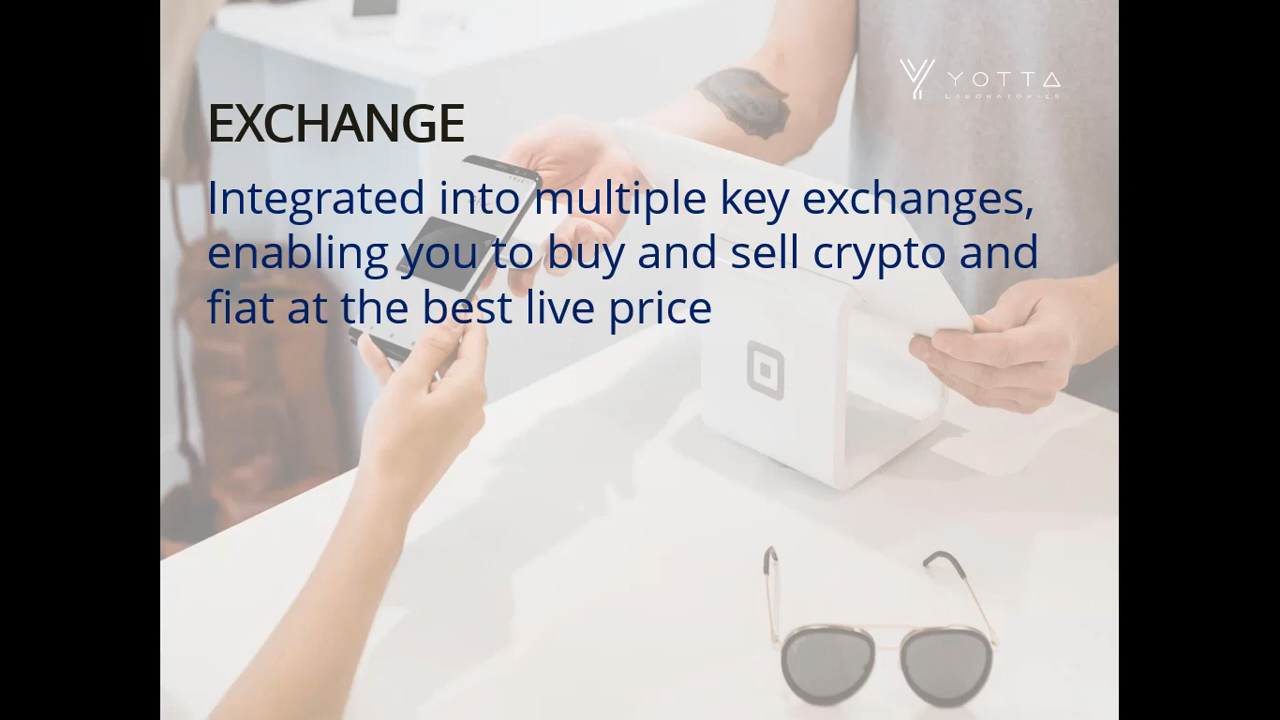 YOTTA
LABORATORIES
EXCHANGE
Integrated into multiple key exchanges,
enabling you to buy and sell crypto and
fiat at the best live price